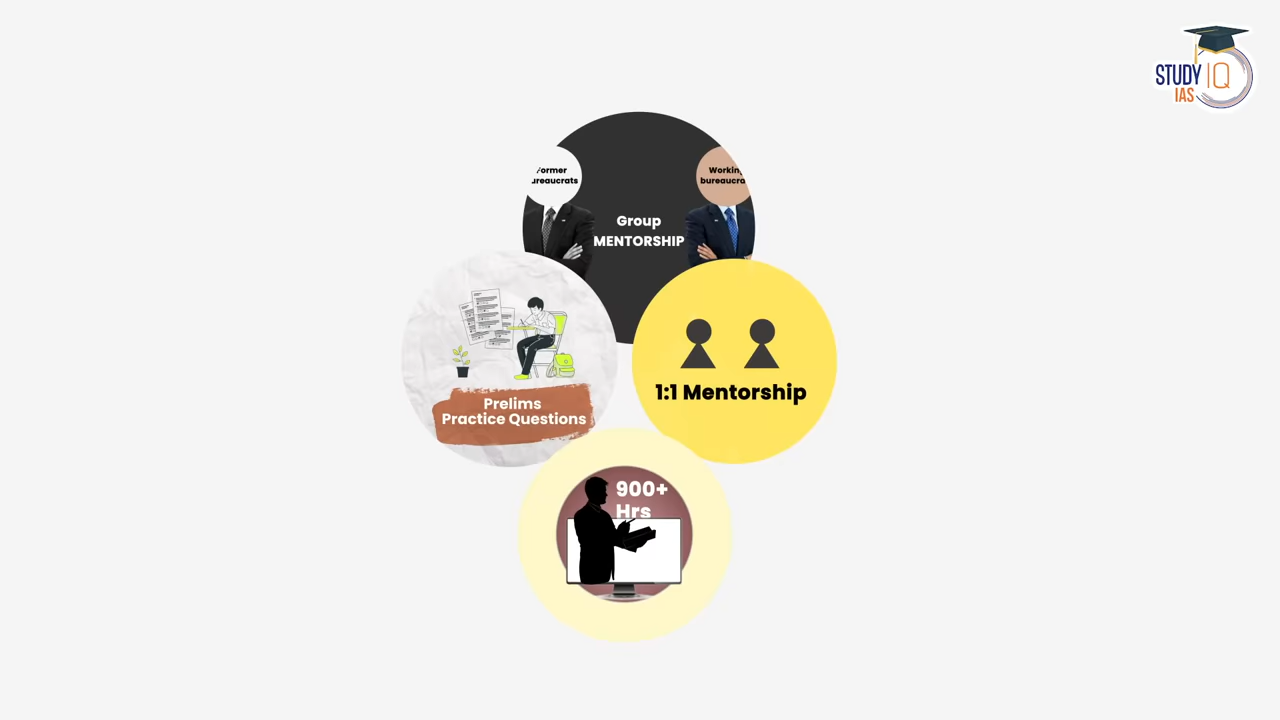 STUDY IQ
IAS
Group
MENTORSHIP
Prelims
Practice Questions
1:1 Mentorship
900+
Hrs